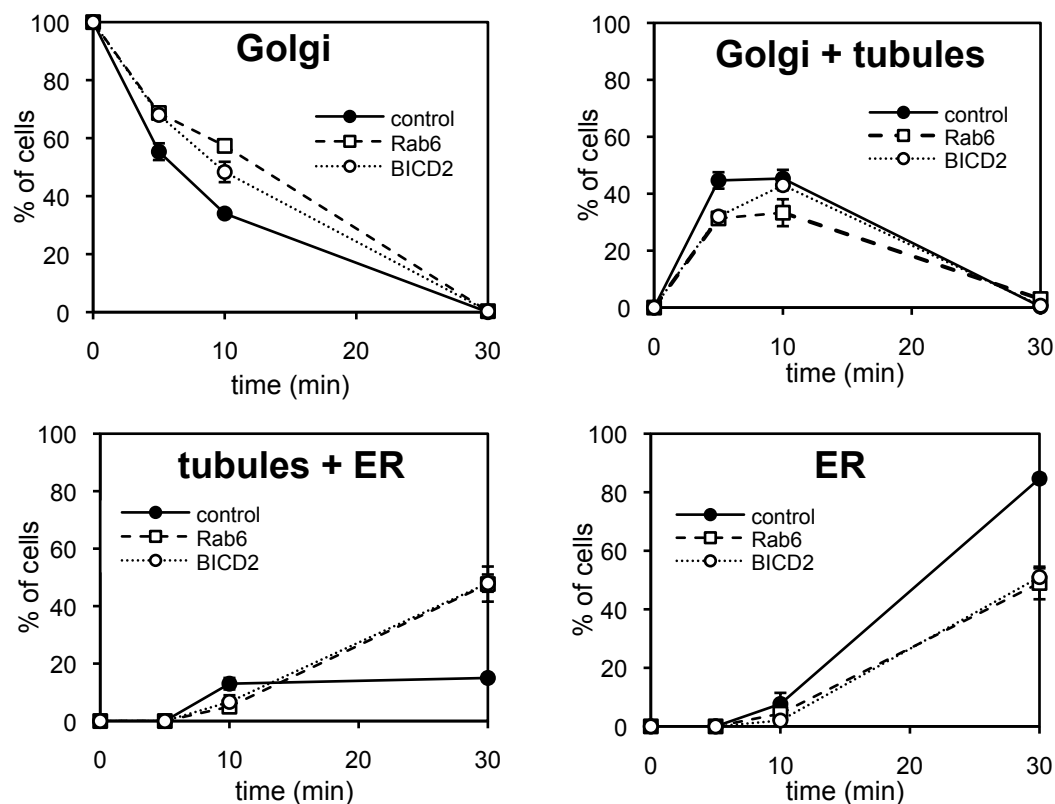 Golgi
% of cells
100
80
60
40
20
0
control
Rab6
BICD2
0
10
20
30
time (min)
Golgi + tubules
% of cells
100
80
60
40
20
0
control
Rab6
BICD2
0
10
20
30
time (min)
tubules + ER
% of cells
100
80
60
40
20
0
control
Rab6
BICD2
0
10
20
30
time (min)
ER
% of cells
100
80
60
40
20
0
control
Rab6
BICD2
0
10
20
30
time (min)